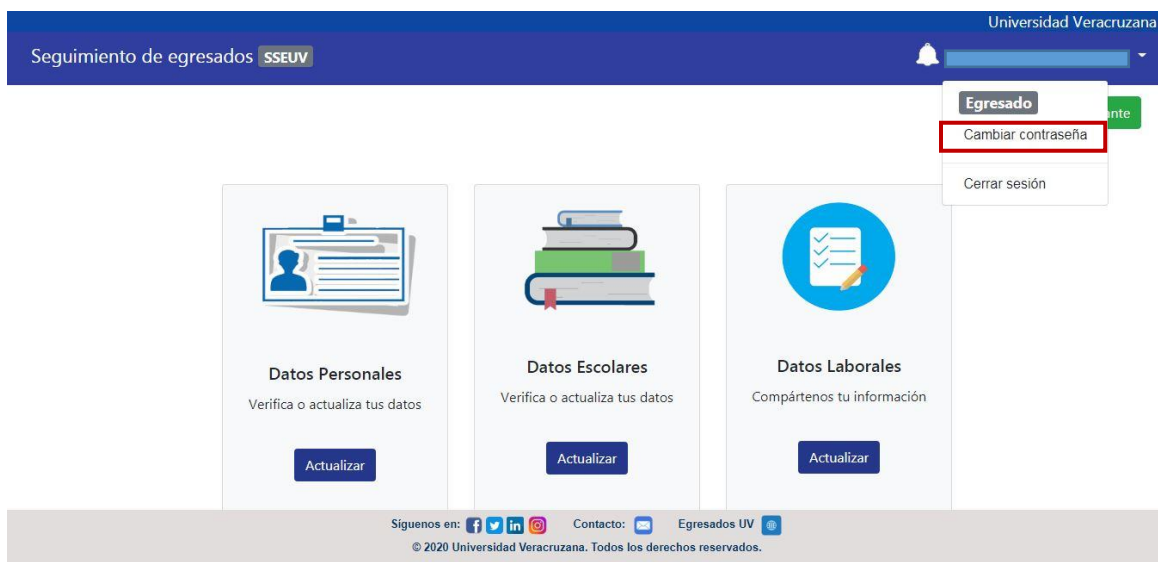 Universidad Veracruzana
Seguimiento de egresados SSEUV
Egresado
Cambiar contraseña
Cerrar sesión
Datos Personales
Verifica o actualiza tus datos
Actualizar
Datos Escolares
Verifica o actualiza tus datos
Actualizar
Datos Laborales
Compártenos tu información
Actualizar
Síguenos en: Contacto: Egresados UV
© 2020 Universidad Veracruzana. Todos los derechos reservados.